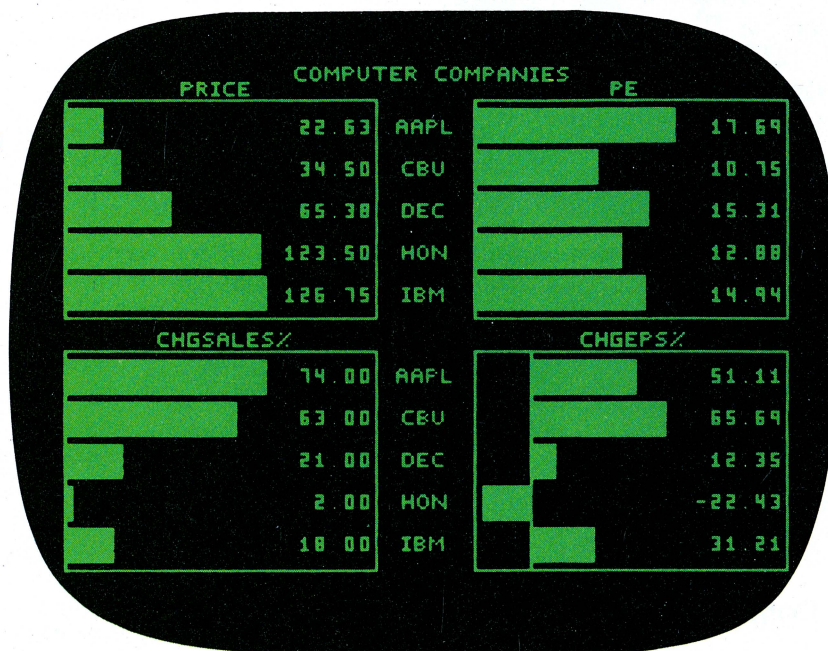 COMPUTER COMPANIES
PRICE PE
22.63 AAPL 17.69
34.50 CBU 10.75
65.38 DEC 15.31
123.50 HON 12.88
126.75 IBM 14.94
CHGSALES% CHGEPS%
74.00 AAPL 51.11
63.00 CBU 65.69
21.00 DEC 12.35
2.00 HON -22.43
18.00 IBM 31.21